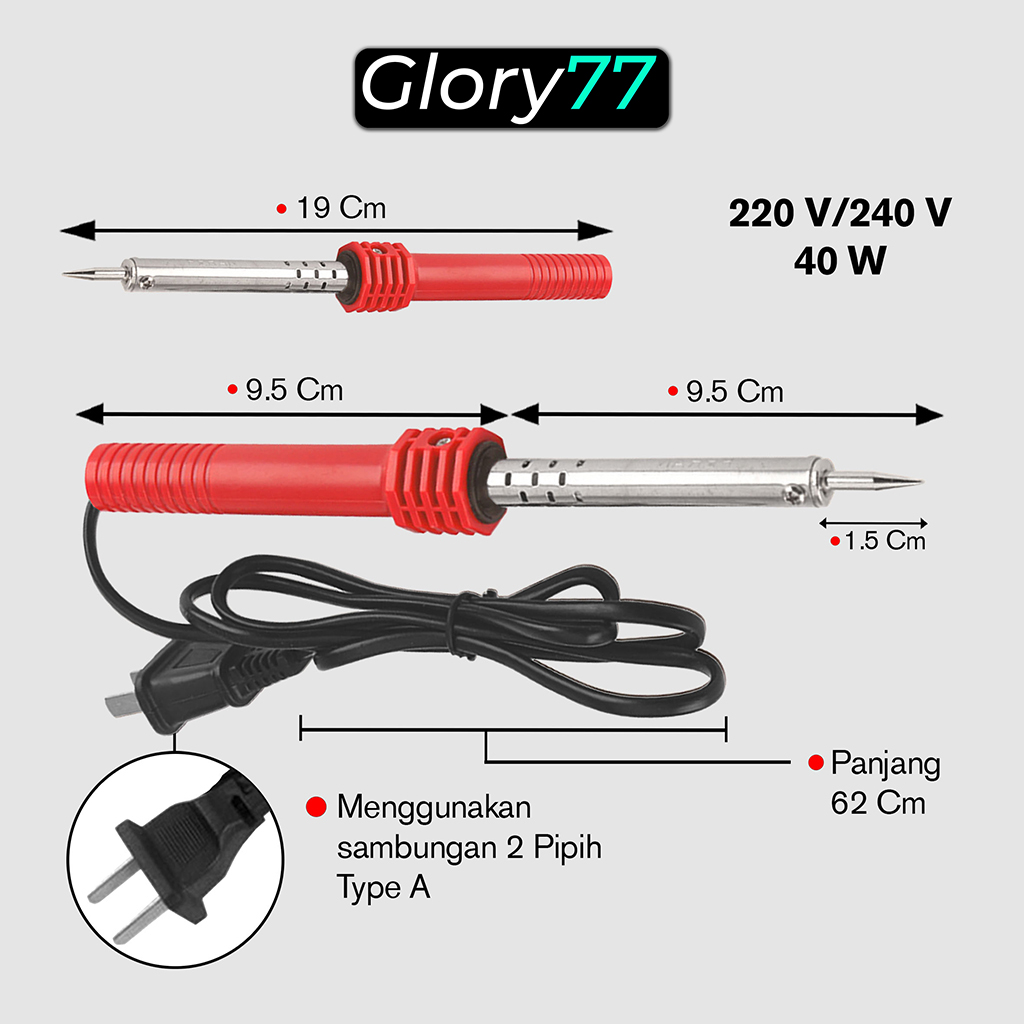 Glory77
19 Cm
220 V/240 V
40 W
9.5 Cm
9.5 Cm
1.5 Cm
Panjang
62 Cm
Menggunakan
sambungan 2 Pipih
Type A